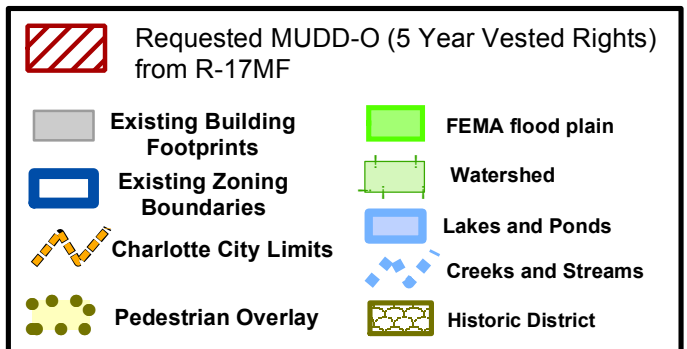 Requested MUDD-O (5 Year Vested Rights)
from R-17MF
Existing Building
Footprints
Existing Zoning
Boundaries
Charlotte City Limits
Pedestrian Overlay
FEMA flood plain
Watershed
Lakes and Ponds
Creeks and Streams
Historic District